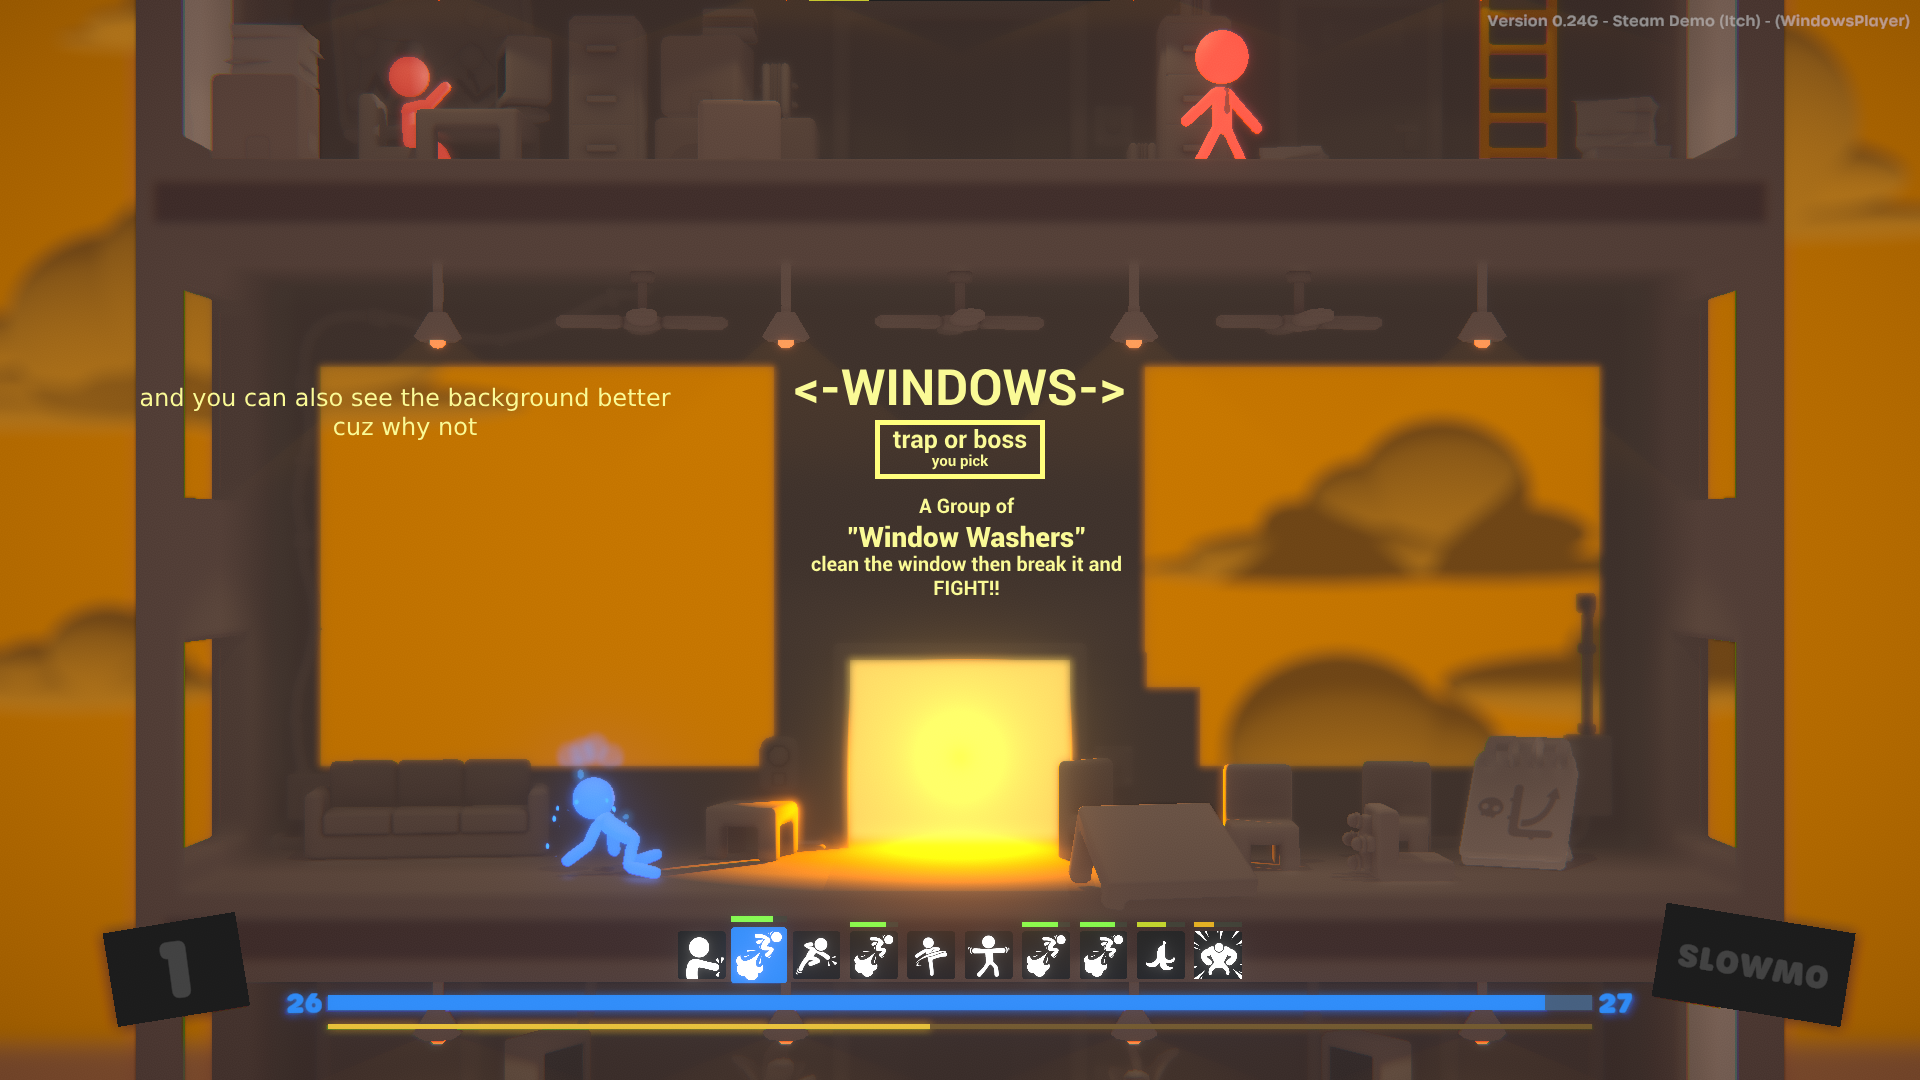 Version 0.24G - Steam Demo (Itch) - (WindowsPlayer)
and you can also see the background better
cuz why not
<-WINDOWS->
trap or boss
you pick
A Group of
"Window Washers"
clean the window then break it and
FIGHT!!
1
SLOWMO
26
27